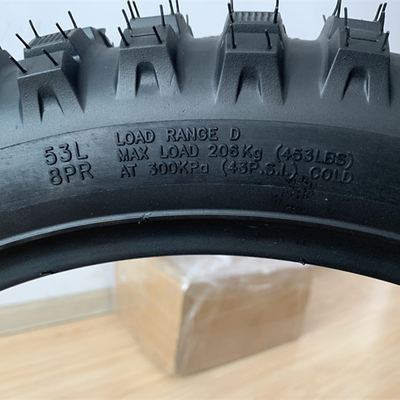 53L
8PR
LOAD RANGE D
MAX LOAD 206Kg (453LBS)
AT 300KPa (43P.S.I.) COLD